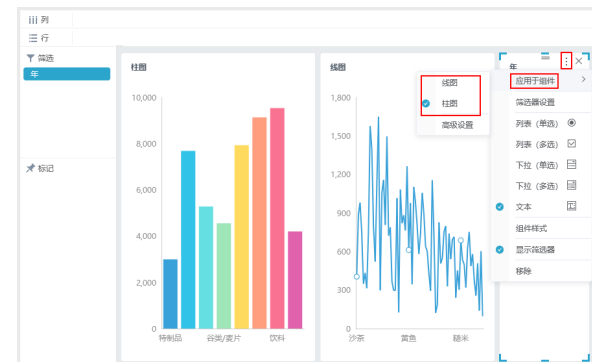 列
行
筛选
年
标记
柱图
10,000
8,000
6,000
4,000
2,000
0
特制品
谷类/麦片
饮料
线图
1,800
1,500
1,200
900
600
300
0
沙茶
黄鱼
糙米
线图
柱图
高级设置
年
应用于组件
筛选器设置
列表（单选）
列表（多选）
下拉（单选）
下拉（多选）
文本
组件样式
显示筛选器
移除